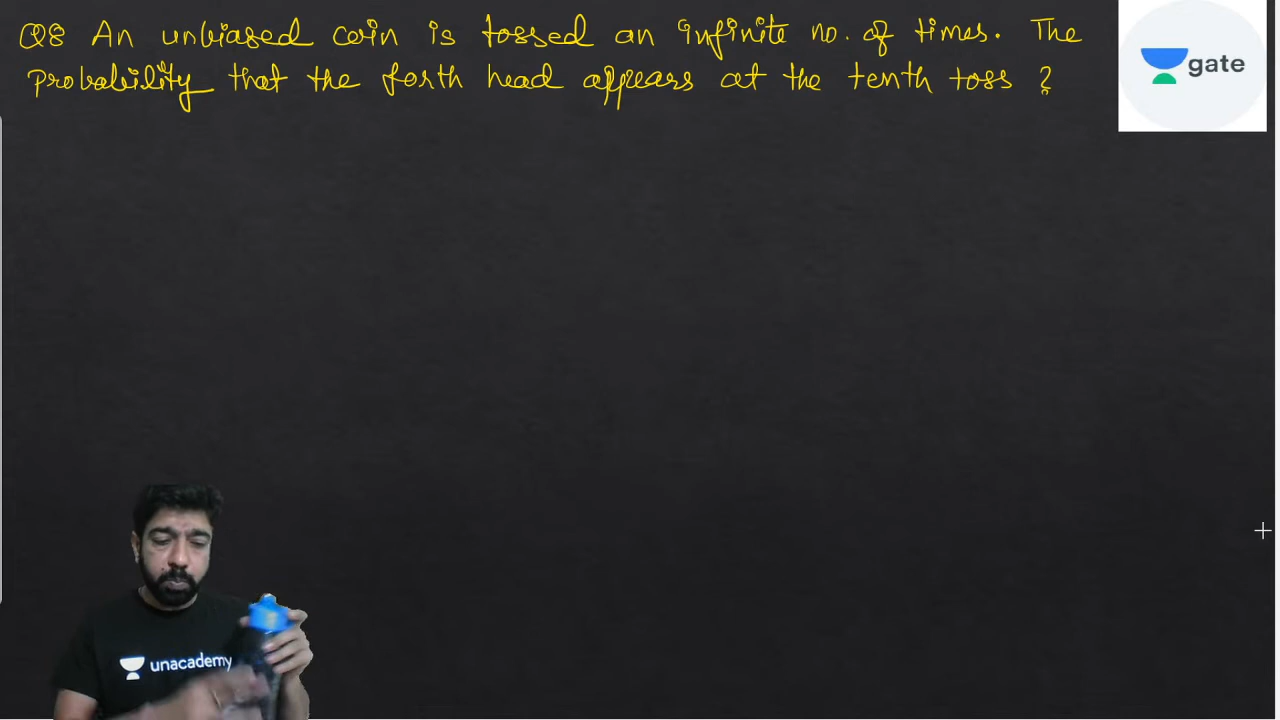 Q8 An unbiased coin is tossed an infinite no. of times. The
probability that the forth head appears at the tenth toss ?
gate
unacademy